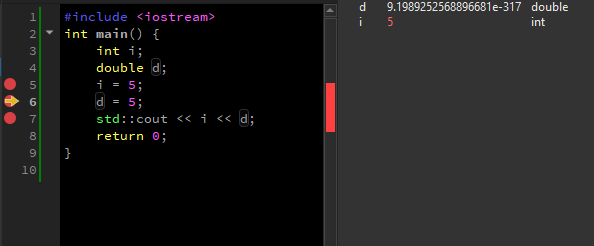 1 #include <iostream>
2 int main() {
3 int i;
4 double d;
5 i = 5;
6 d = 5;
7 std::cout << i << d;
8 return 0;
9 }
10
d 9.1989252568896681e-317 double
i 5 int